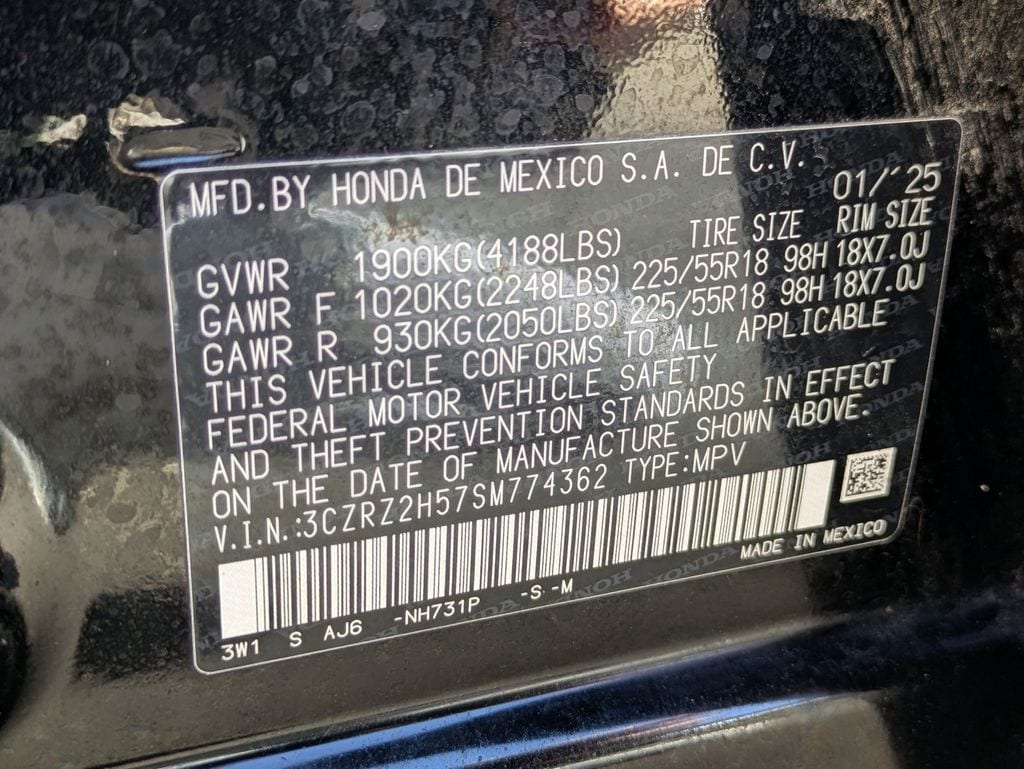 MFD.BY HONDA DE MEXICO S.A. DE C.V.
01/'25
TIRE SIZE RIM SIZE
GVWR 1900KG(4188LBS)
GAWR F 1020KG(2248LBS) 225/55R18 98H 18X7.0J
GAWR R 930KG(2050LBS) 225/55R18 98H 18X7.0J
THIS VEHICLE CONFORMS TO ALL APPLICABLE
FEDERAL MOTOR VEHICLE SAFETY
AND THEFT PREVENTION STANDARDS IN EFFECT
ON THE DATE OF MANUFACTURE SHOWN ABOVE.
V.I.N.:3CZRZ2H57SM774362 TYPE:MPV
MADE IN MEXICO
3W1 S AJ6 -NH731P -S -M